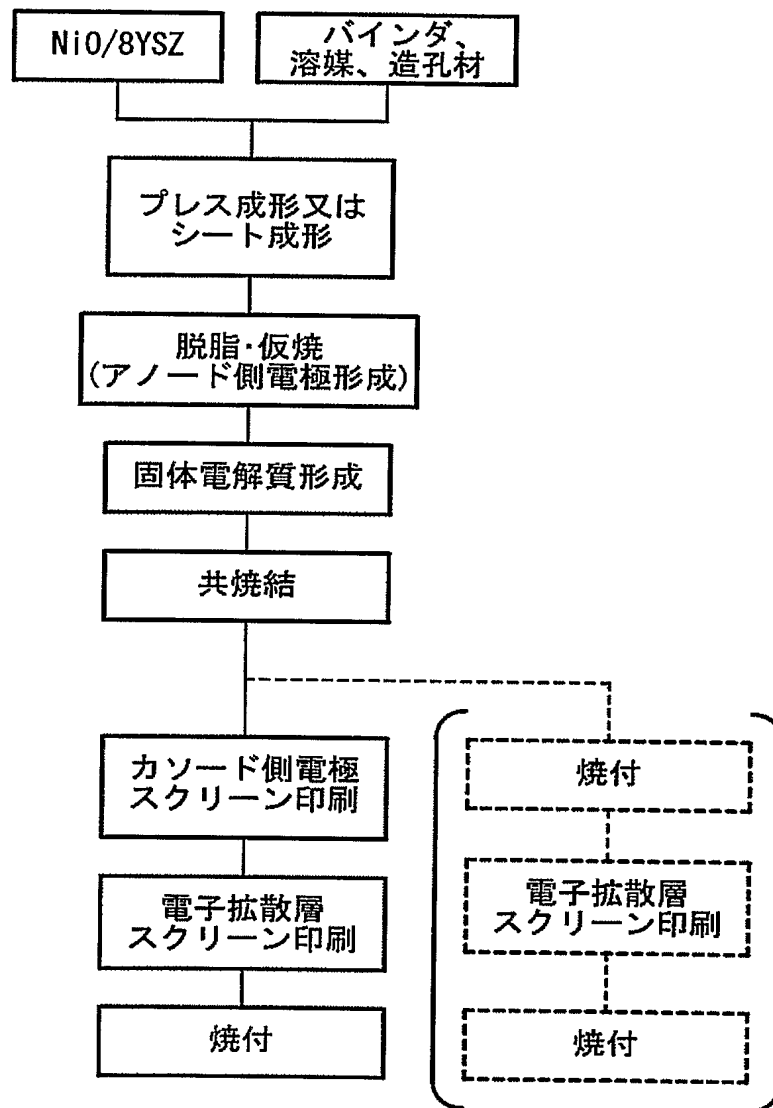 NiO/8YSZ
バインダ、
溶媒、造孔材
プレス成形又は
シート成形
脱脂・仮焼
(アノード側電極形成)
固体電解質形成
共焼結
カソード側電極
スクリーン印刷
電子拡散層
スクリーン印刷
焼付
焼付
電子拡散層
スクリーン印刷
焼付